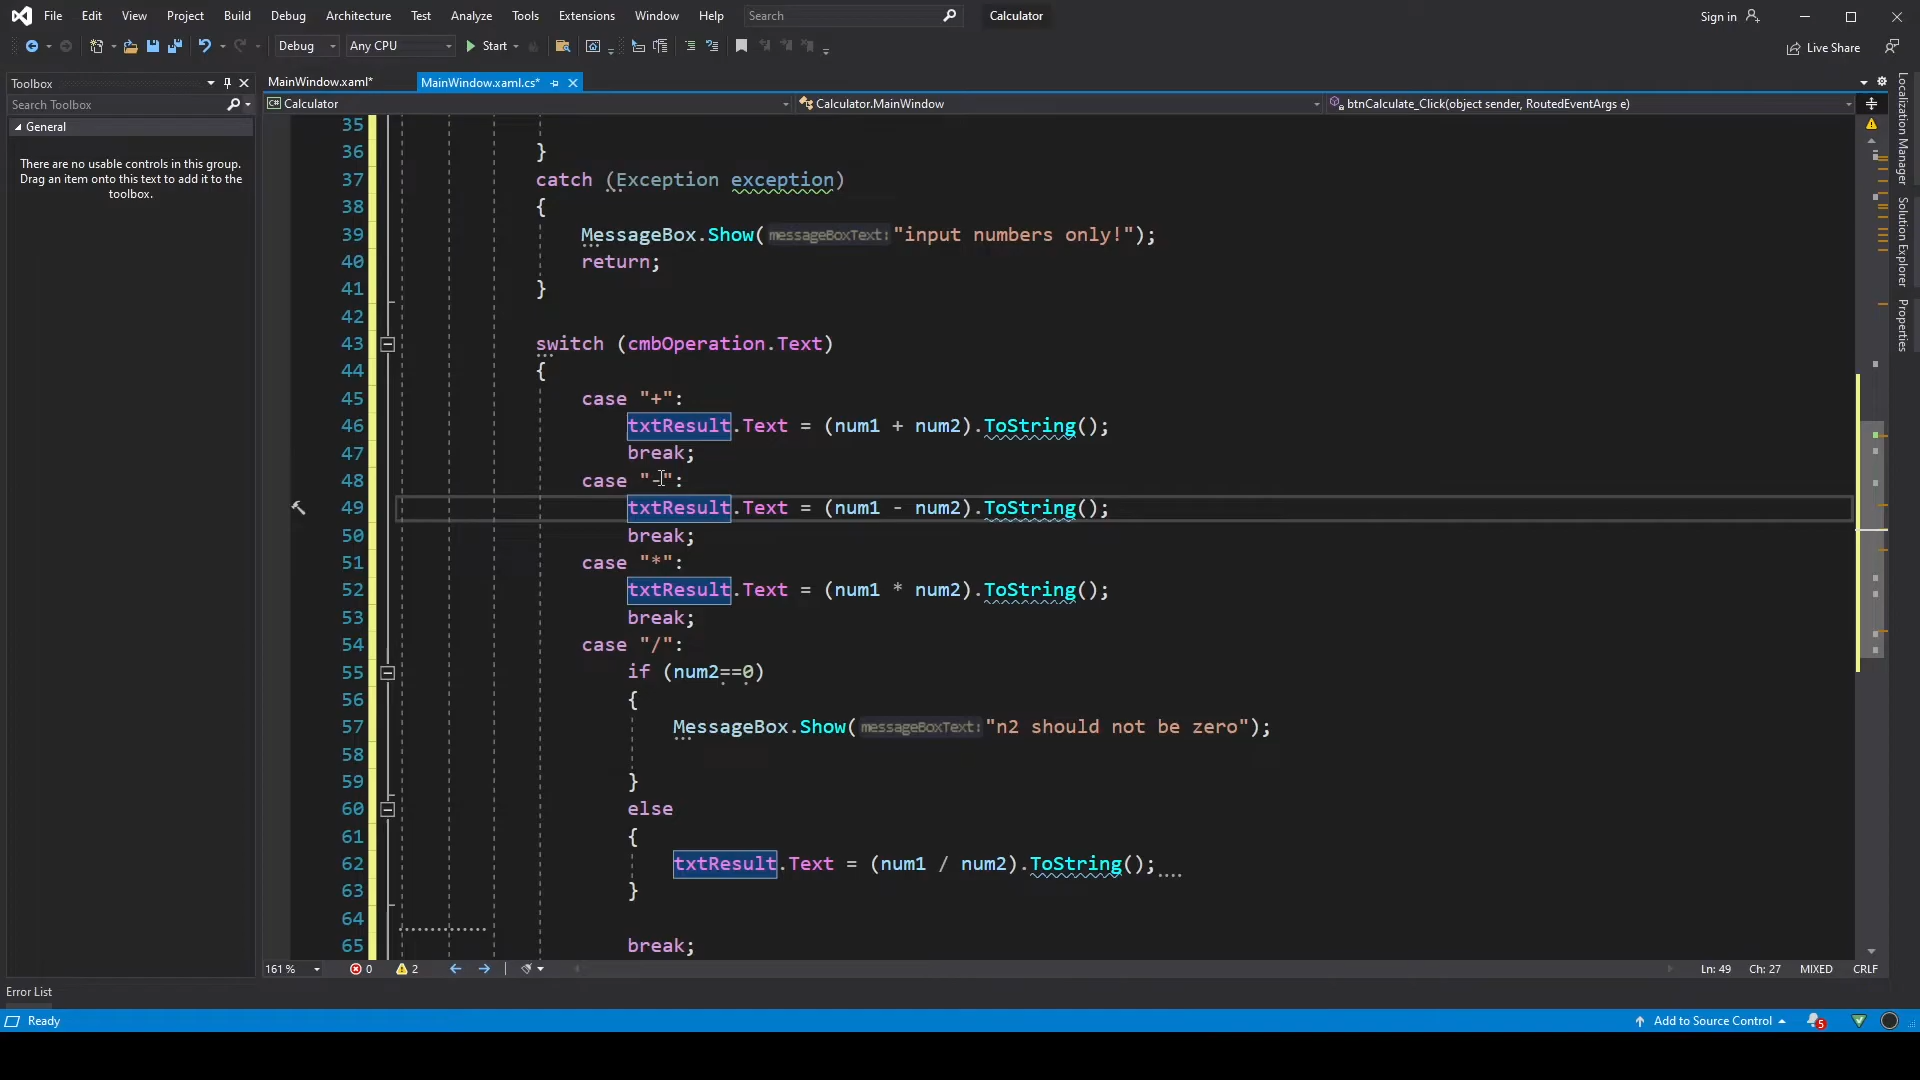 File Edit View Project Build Debug Architecture Test Analyze Tools Extensions Window Help Search Calculator Sign in
Debug Any CPU Start Live Share
Toolbox
Search Toolbox
General
There are no usable controls in this group.
Drag an item onto this text to add it to the
toolbox.
MainWindow.xaml* MainWindow.xaml.cs*
Calculator Calculator.MainWindow btnCalculate_Click(object sender, RoutedEventArgs e)
35
36 }
37 catch (Exception exception)
38 {
39 MessageBox.Show(messageBoxText:"input numbers only!");
40 return;
41 }
42
43 switch (cmbOperation.Text)
44 {
45 case "+":
46 txtResult.Text = (num1 + num2).ToString();
47 break;
48 case "-":
49 txtResult.Text = (num1 - num2).ToString();
50 break;
51 case "*":
52 txtResult.Text = (num1 * num2).ToString();
53 break;
54 case "/":
55 if (num2==0)
56 {
57 MessageBox.Show(messageBoxText:"n2 should not be zero");
58
59 }
60 else
61 {
62 txtResult.Text = (num1 / num2).ToString();
63 }
64
65 break;
Localization Manager
Solution Explorer
Properties
161 % 0 2 Ln: 49 Ch: 27 MIXED CRLF
Error List
Ready Add to Source Control 5